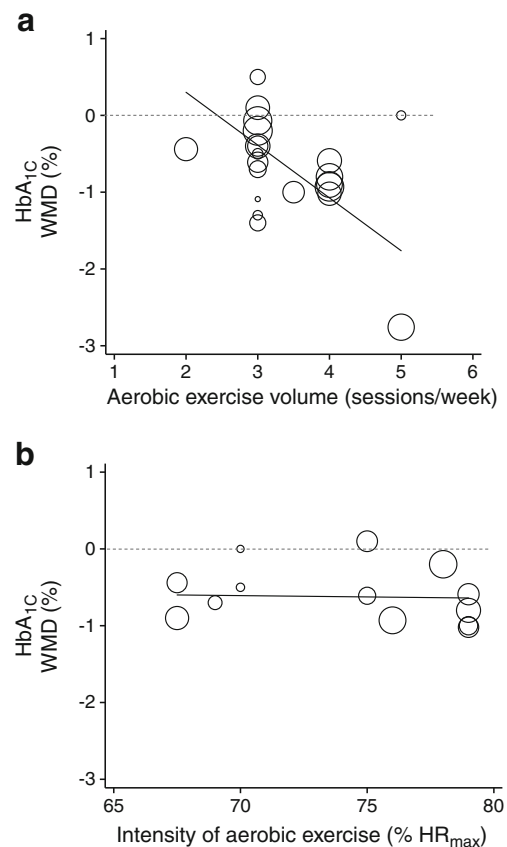 a
1
0
-1
-2
-3
HbA1C
WMD (%)
1 2 3 4 5 6
Aerobic exercise volume (sessions/week)
b
1
0
-1
-2
-3
HbA1C
WMD (%)
65 70 75 80
Intensity of aerobic exercise (% HRmax)